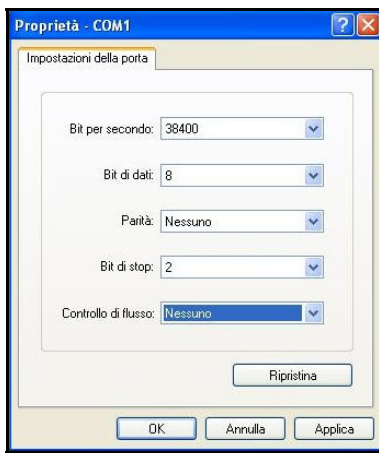 Proprietà - COM1
Impostazioni della porta
Bit per secondo: 38400
Bit di dati: 8
Parità: Nessuno
Bit di stop: 2
Controllo di flusso: Nessuno
Ripristina
OK Annulla Applica